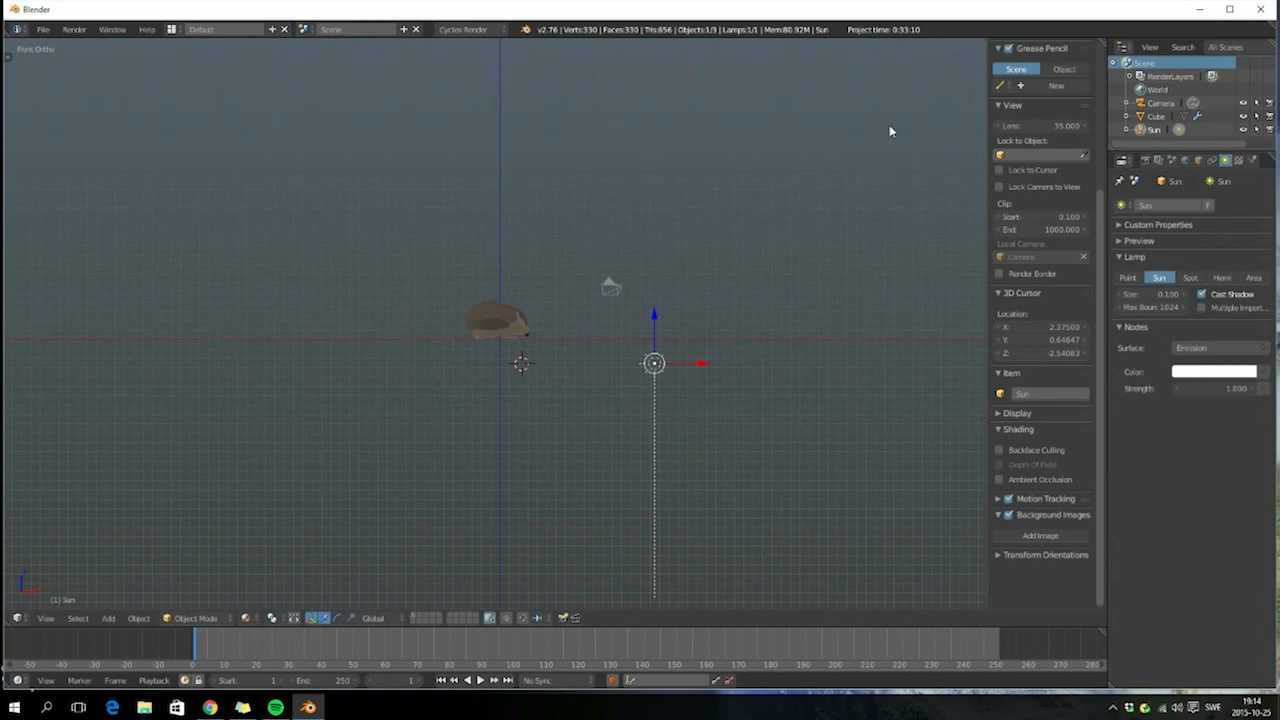 Blender
File Render Window Help Default Scene Cycles Render v2.76 | Verts:330 | Faces:330 | Tris:656 | Objects:1/3 | Lamps:1/1 | Mem:80.92M | Sun Project time: 0:33:10
Front Ortho
(1) Sun
Grease Pencil
Scene Object
New
View
Lens: 35.000
Lock to Object:
Lock to Cursor
Lock Camera to View
Clip:
Start: 0.100
End: 1000.000
Local Camera:
Camera
Render Border
3D Cursor
Location:
X: 2.37500
Y: 0.64647
Z: -2.54083
Item
Sun
Display
Shading
Backface Culling
Depth Of Field
Ambient Occlusion
Motion Tracking
Background Images
Add Image
Transform Orientations
View Search All Scenes
Scene
RenderLayers
World
Camera
Cube
Sun
Sun Sun
Sun F
Custom Properties
Preview
Lamp
Point Sun Spot Hemi Area
Size: 0.100 Cast Shadow
Max Boun: 1024 Multiple Import...
Nodes
Surface: Emission
Color:
Strength: 1.000
View Select Add Object Object Mode Global
-50 -40 -30 -20 -10 0 10 20 30 40 50 60 70 80 90 100 110 120 130 140 150 160 170 180 190 200 210 220 230 240 250 260 270 280
View Marker Frame Playback Start: 1 End: 250 1 No Sync
SWE
19:14
2015-10-25